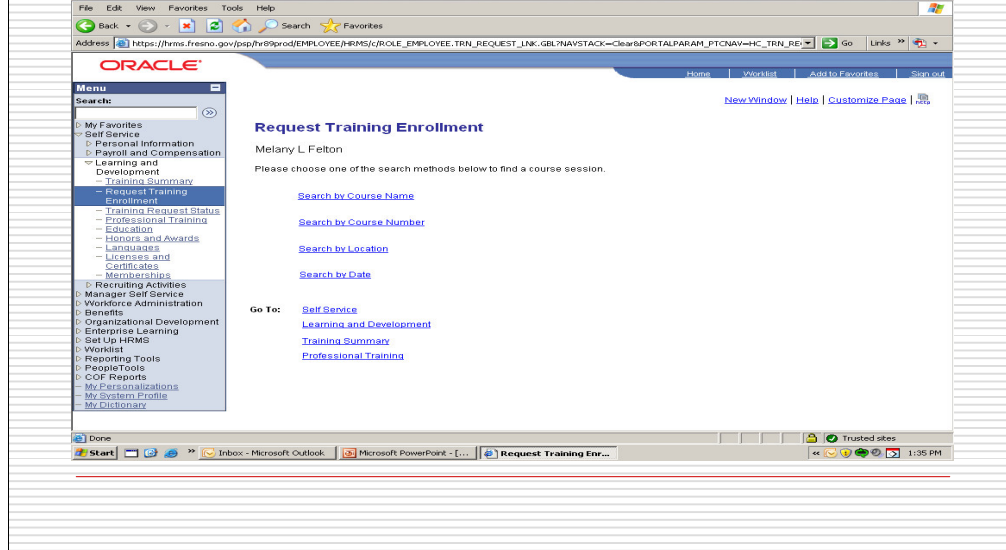 File Edit View Favorites Tools Help
Back Search Favorites
Address https://hrms.fresno.gov/psp/hr89prod/EMPLOYEE/HRMS/c/ROLE_EMPLOYEE.TRN_REQUEST_LNK.GBL?NAVSTACK=Clear&PORTALPARAM_PTCNAV=HC_TRN_RE Go Links »
ORACLE
Home Worklist Add to Favorites Sign out
Menu
Search:
New Window | Help | Customize Page | http
My Favorites
Self Service
Personal Information
Payroll and Compensation
Learning and
Development
– Training Summary
– Request Training
Enrollment
– Training Request Status
– Professional Training
– Education
– Honors and Awards
– Languages
– Licenses and
Certificates
– Memberships
Recruiting Activities
Manager Self Service
Workforce Administration
Benefits
Organizational Development
Enterprise Learning
Set Up HRMS
Worklist
Reporting Tools
PeopleTools
COF Reports
– My Personalizations
– My System Profile
– My Dictionary
Request Training Enrollment
Melany L Felton
Please choose one of the search methods below to find a course session.
Search by Course Name
Search by Course Number
Search by Location
Search by Date
Go To: Self Service
Learning and Development
Training Summary
Professional Training
Done Trusted sites
Start » Inbox - Microsoft Outlook Microsoft PowerPoint - [... Request Training Enr... « 1:35 PM